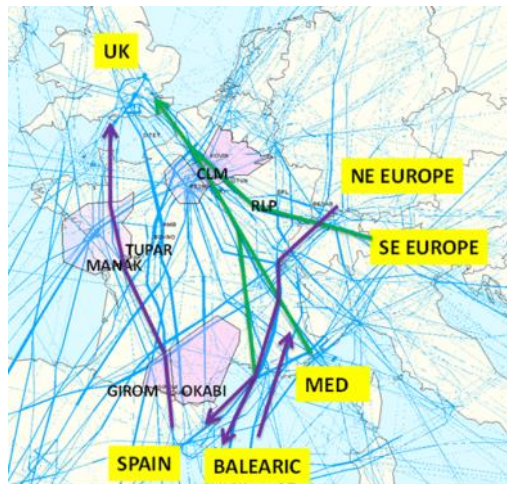 UK
CLM
NE EUROPE
RLP
SE EUROPE
TUPAR
MANAK
GIROM
OKABI
MED
SPAIN
BALEARIC